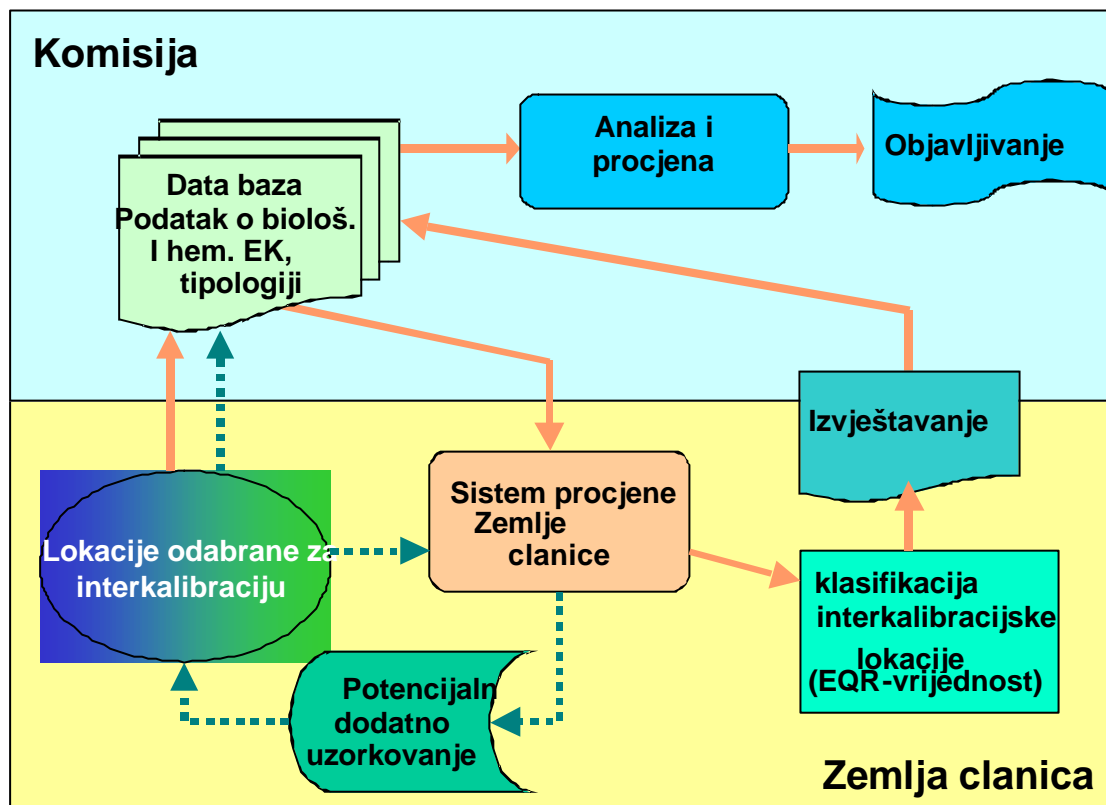 Komisija
Analiza i
procjena
Objavljivanje
Data baza
Podatak o biološ.
I hem. EK,
tipologiji
Izvještavanje
Sistem procjene
Zemlje
clanice
Lokacije odabrane za
interkalibraciju
klasifikacija
interkalibracijske
lokacije
(EQR-vrijednost)
Potencijaln
dodatno
uzorkovanje
Zemlja clanica